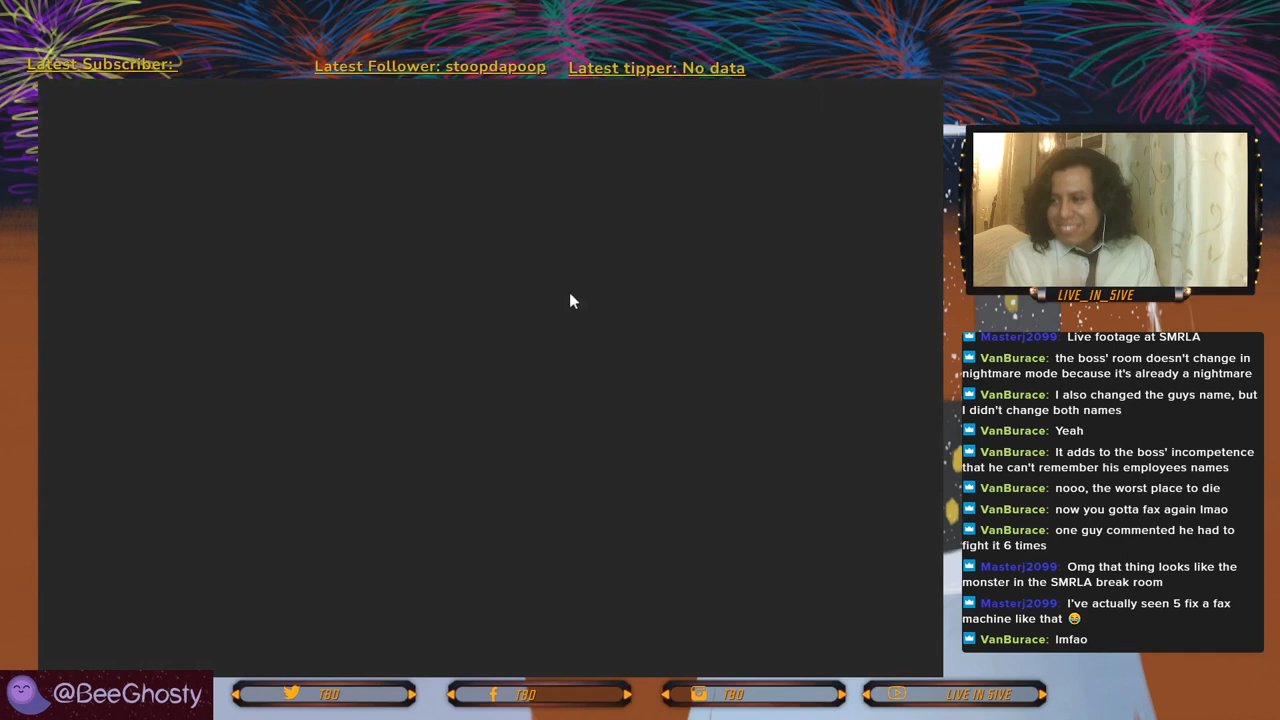 Latest Subscriber:
Latest Follower: stoopdapoop
Latest tipper: No data
LIVE_IN_5IVE
Masterj2099: Live footage at SMRLA
VanBurace: the boss' room doesn't change in
nightmare mode because it's already a nightmare
VanBurace: I also changed the guys name, but
I didn't change both names
VanBurace: Yeah
VanBurace: It adds to the boss' incompetence
that he can't remember his employees names
VanBurace: nooo, the worst place to die
VanBurace: now you gotta fax again lmao
VanBurace: one guy commented he had to
fight it 6 times
Masterj2099: Omg that thing looks like the
monster in the SMRLA break room
Masterj2099: I've actually seen 5 fix a fax
machine like that 😂
VanBurace: lmfao
@BeeGhosty
TBD
TBD
TBD
LIVE IN 5IVE